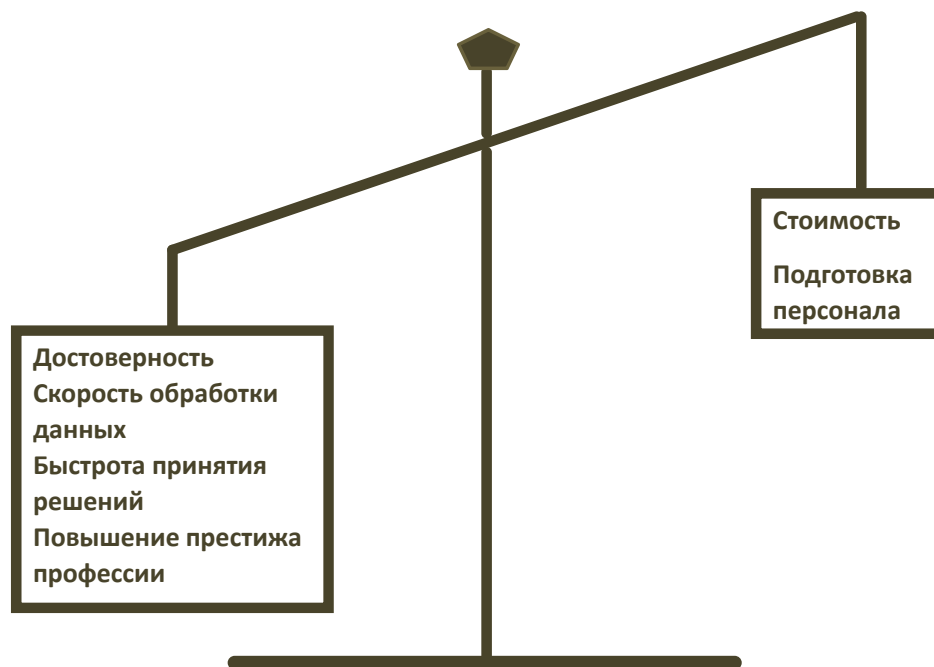 Стоимость
Подготовка
персонала
Достоверность
Скорость обработки
данных
Быстрота принятия
решений
Повышение престижа
профессии